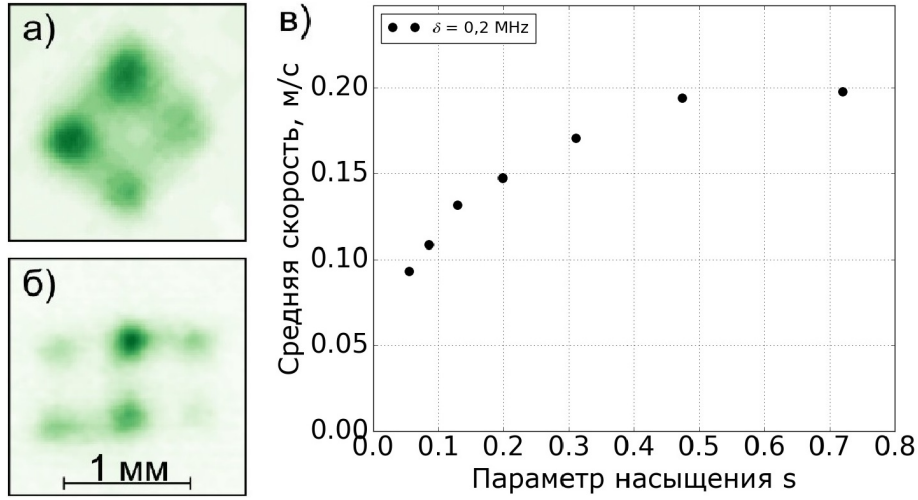 а)
б)
1 мм
в)
δ = 0,2 MHz
Средняя скорость, м/с
0.20
0.15
0.10
0.05
0.00
0.0 0.1 0.2 0.3 0.4 0.5 0.6 0.7 0.8
Параметр насыщения s